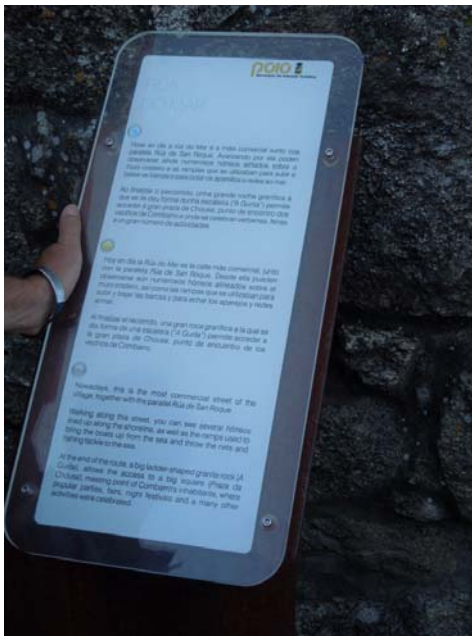 poio
RÚA
DO MAR
Hoxe en día a rúa do Mar é a máis comercial xunto coa
paralela Rúa de San Roque. Avanzando por ela poden
observarse aínda numerosos hórreos aliñados sobre o
muro costeiro e as ramplas que se utilizaban para subir e
baixar as barcas e para botar os aparellos e redes ao mar.
Ao finalizar o percorrido, unha grande rocha granítica á
que se lle deu forma dunha escaleira ("A Gurita") permite
acceder á gran praza da Chousa, punto de encontro dos
veciños de Combarro e onde se celebran verbenas, feiras
e un gran número de actividades.
Hoy en día la Rúa do Mar es la calle más comercial, junto
con la paralela Rúa de San Roque. Desde ella pueden
observarse aún numerosos hórreos alineados sobre el
muro costero, así como las rampas que se utilizaban para
subir y bajar las barcas y para echar los aparejos y redes
al mar.
Al finalizar el recorrido, una gran roca granítica a la que se
dio forma de una escalera ("A Gurita") permite acceder a
la gran plaza de Chousa, punto de encuentro de los
vecinos de Combarro.
Nowadays, this is the most commercial street of the
village, together with the parallel Rúa de San Roque.
Walking along this street, you can see several hórreos
lined up along the shoreline, as well as the ramps used to
bring the boats up from the sea and throw the nets and
fishing tackle to the sea.
At the end of the route, a big ladder-shaped granite rock (A
Gurita), allows the access to a big square (Praza da
Chousa), meeting point of Combarro's inhabitants, where
popular parties, fairs, night festivals and a many other
activities were celebrated.